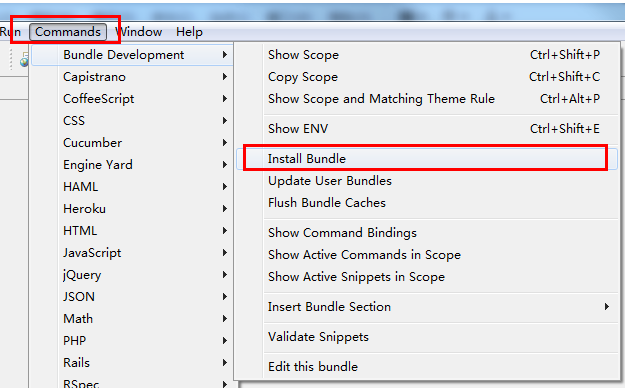 Run Commands Window Help
Bundle Development
Capistrano
CoffeeScript
CSS
Cucumber
Engine Yard
HAML
Heroku
HTML
JavaScript
jQuery
JSON
Math
PHP
Rails
RSpec
Show Scope Ctrl+Shift+P
Copy Scope Ctrl+Shift+C
Show Scope and Matching Theme Rule Ctrl+Alt+P
Show ENV Ctrl+Shift+E
Install Bundle
Update User Bundles
Flush Bundle Caches
Show Command Bindings
Show Active Commands in Scope
Show Active Snippets in Scope
Insert Bundle Section
Validate Snippets
Edit this bundle